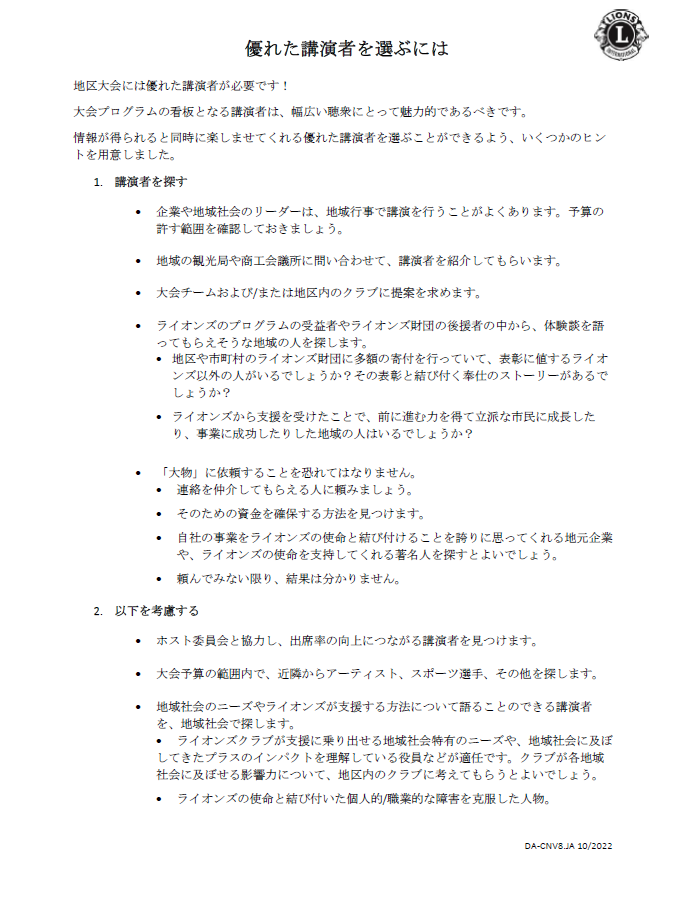 優れた講演者を選ぶには
LIONS
L
INTERNATIONAL
地区大会には優れた講演者が必要です！
大会プログラムの看板となる講演者は、幅広い聴衆にとって魅力的であるべきです。
情報が得られると同時に楽しませてくれる優れた講演者を選ぶことができるよう、いくつかのヒン
トを用意しました。
1. 講演者を探す
• 企業や地域社会のリーダーは、地域行事で講演を行うことがよくあります。予算の
許す範囲を確認しておきましょう。
• 地域の観光局や商工会議所に問い合わせて、講演者を紹介してもらいます。
• 大会チームおよび/または地区内のクラブに提案を求めます。
• ライオンズのプログラムの受益者やライオンズ財団の後援者の中から、体験談を語
ってもらえそうな地域の人を探します。
• 地区や市町村のライオンズ財団に多額の寄付を行っていて、表彰に値するライオ
ンズ以外の人がいるでしょうか？その表彰と結び付く奉仕のストーリーがあるで
しょうか？
• ライオンズから支援を受けたことで、前に進む力を得て立派な市民に成長した
り、事業に成功したりした地域の人はいるでしょうか？
• 「大物」に依頼することを恐れてはなりません。
• 連絡を仲介してもらえる人に頼みましょう。
• そのための資金を確保する方法を見つけます。
• 自社の事業をライオンズの使命と結び付けることを誇りに思ってくれる地元企業
や、ライオンズの使命を支持してくれる著名人を探すとよいでしょう。
• 頼んでみない限り、結果は分かりません。
2. 以下を考慮する
• ホスト委員会と協力し、出席率の向上につながる講演者を見つけます。
• 大会予算の範囲内で、近隣からアーティスト、スポーツ選手、その他を探します。
• 地域社会のニーズやライオンズが支援する方法について語ることのできる講演者
を、地域社会で探します。
• ライオンズクラブが支援に乗り出せる地域社会特有のニーズや、地域社会に及ぼ
してきたプラスのインパクトを理解している役員などが適任です。クラブが各地域
社会に及ぼせる影響力について、地区内のクラブに考えてもらうとよいでしょう。
• ライオンズの使命と結び付いた個人的/職業的な障害を克服した人物。
DA-CNV8.JA 10/2022